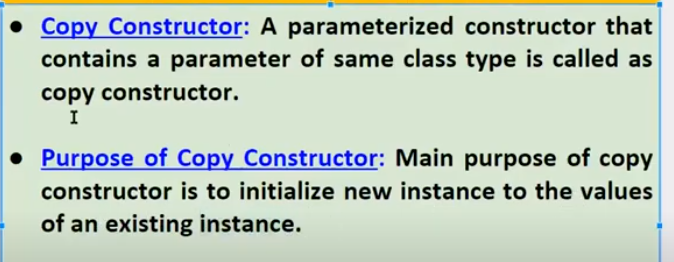 ● Copy Constructor: A parameterized constructor that
contains a parameter of same class type is called as
copy constructor.
● Purpose of Copy Constructor: Main purpose of copy
constructor is to initialize new instance to the values
of an existing instance.